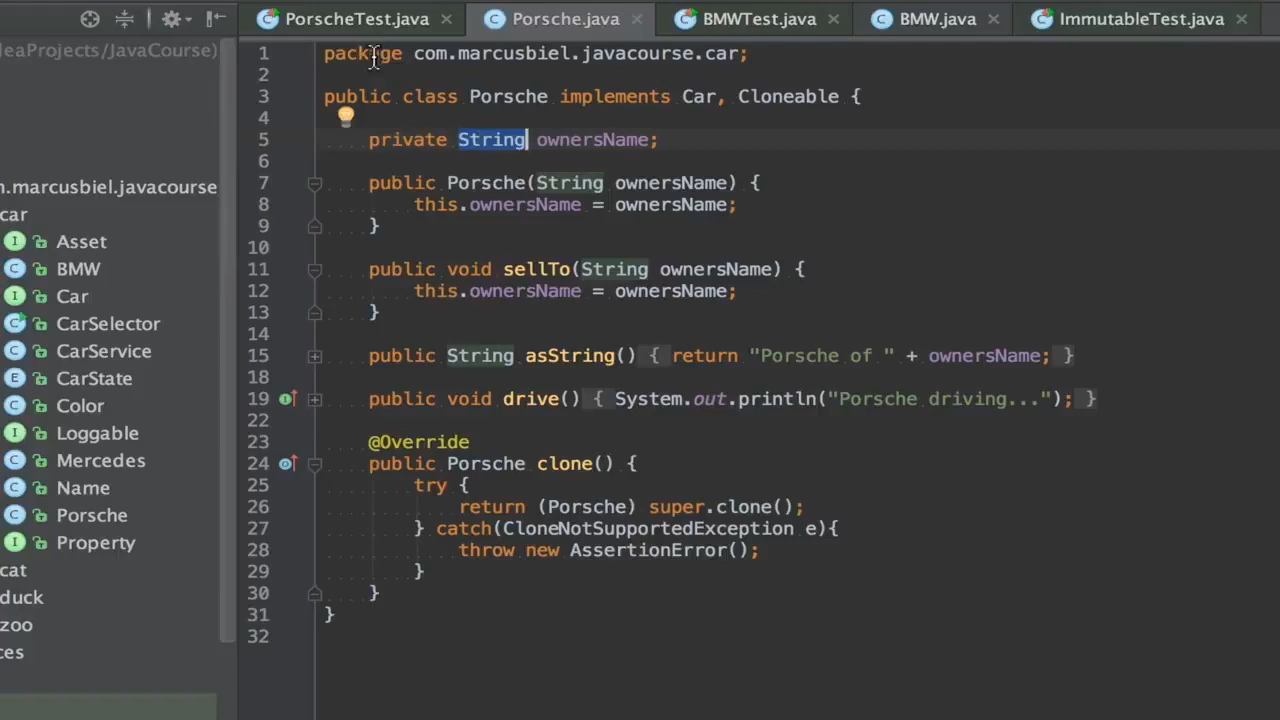 PorscheTest.java
Porsche.java
BMWTest.java
BMW.java
ImmutableTest.java
deaProjects/JavaCourse)
m.marcusbiel.javacourse
car
I Asset
C BMW
I Car
C CarSelector
C CarService
E CarState
C Color
I Loggable
C Mercedes
C Name
C Porsche
I Property
cat
duck
zoo
ces
1 package com.marcusbiel.javacourse.car;
2
3 public class Porsche implements Car, Cloneable {
4
5 private String ownersName;
6
7 public Porsche(String ownersName) {
8 this.ownersName = ownersName;
9 }
10
11 public void sellTo(String ownersName) {
12 this.ownersName = ownersName;
13 }
14
15 public String asString() { return "Porsche of " + ownersName; }
18
19 public void drive() { System.out.println("Porsche driving..."); }
22
23 @Override
24 public Porsche clone() {
25 try {
26 return (Porsche) super.clone();
27 } catch(CloneNotSupportedException e){
28 throw new AssertionError();
29 }
30 }
31 }
32